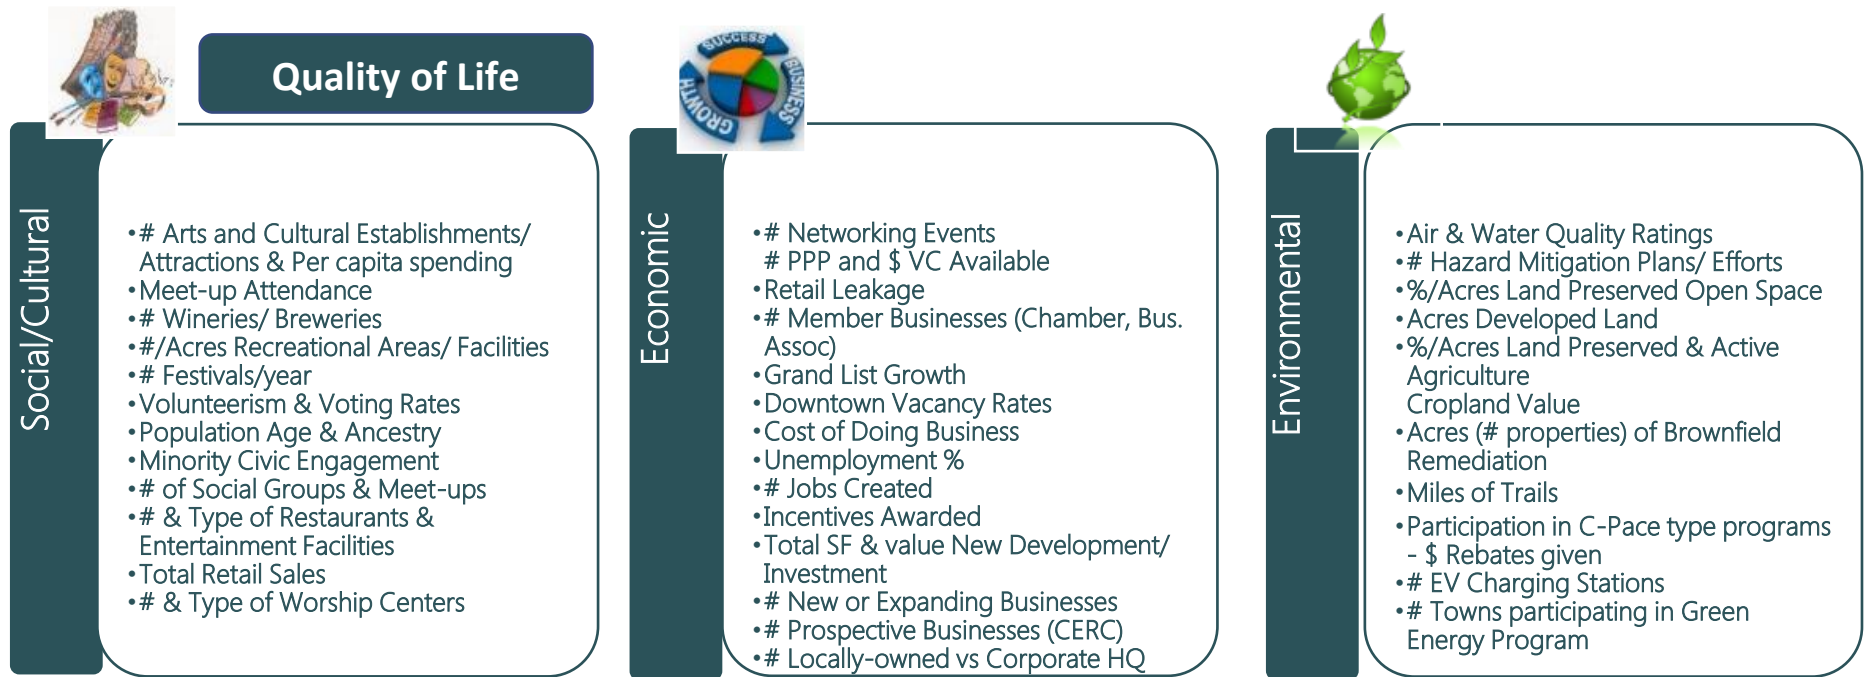 Quality of Life
Social/Cultural
•# Arts and Cultural Establishments/
Attractions & Per capita spending
•Meet-up Attendance
•# Wineries/ Breweries
•#/Acres Recreational Areas/ Facilities
•# Festivals/year
•Volunteerism & Voting Rates
•Population Age & Ancestry
•Minority Civic Engagement
•# of Social Groups & Meet-ups
•# & Type of Restaurants &
Entertainment Facilities
•Total Retail Sales
•# & Type of Worship Centers
SUCCESS
BUSINESS
GROWTH
Economic
•# Networking Events
# PPP and $ VC Available
•Retail Leakage
•# Member Businesses (Chamber, Bus.
Assoc)
•Grand List Growth
•Downtown Vacancy Rates
•Cost of Doing Business
•Unemployment %
•# Jobs Created
•Incentives Awarded
•Total SF & value New Development/
Investment
•# New or Expanding Businesses
•# Prospective Businesses (CERC)
•# Locally-owned vs Corporate HQ
Environmental
•Air & Water Quality Ratings
•# Hazard Mitigation Plans/ Efforts
•%/Acres Land Preserved Open Space
•Acres Developed Land
•%/Acres Land Preserved & Active
Agriculture
Cropland Value
•Acres (# properties) of Brownfield
Remediation
•Miles of Trails
•Participation in C-Pace type programs
- $ Rebates given
•# EV Charging Stations
•# Towns participating in Green
Energy Program